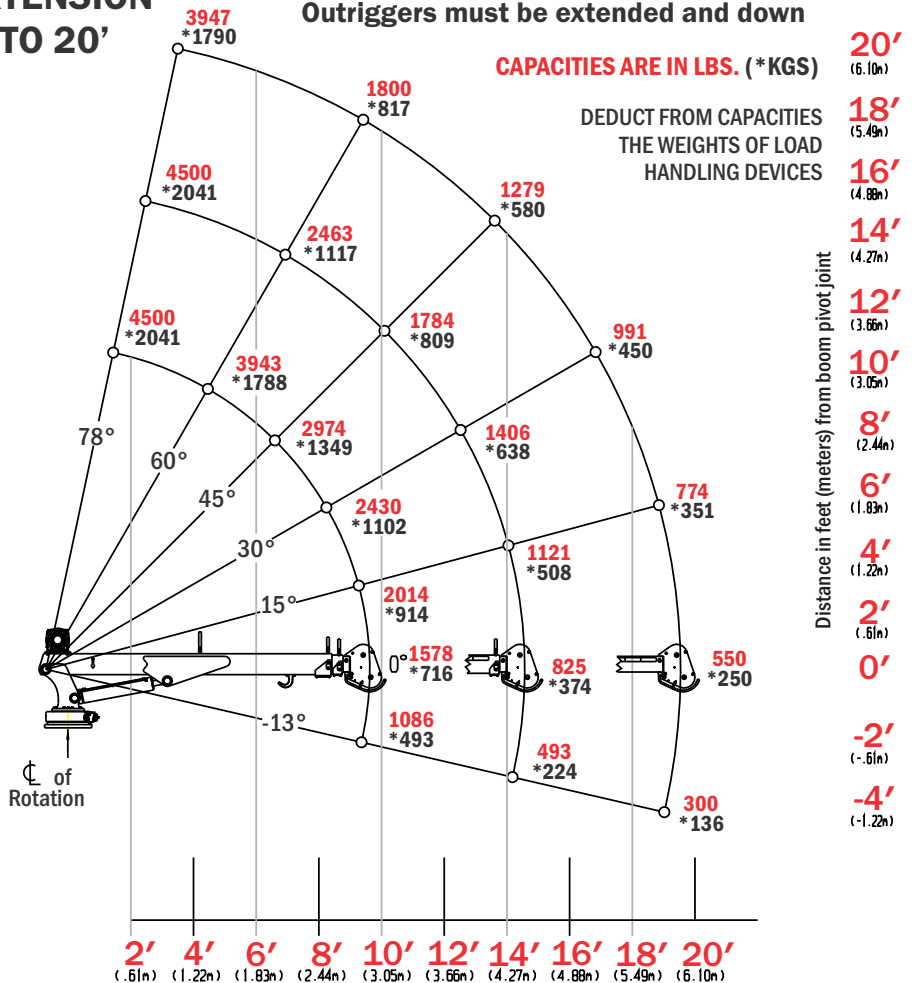 TENSION
TO 20’
Outriggers must be extended and down
CAPACITIES ARE IN LBS. (*KGS)
DEDUCT FROM CAPACITIES
THE WEIGHTS OF LOAD
HANDLING DEVICES
3947
*1790
1800
*817
1279
*580
991
*450
774
*351
550
*250
300
*136
4500
*2041
2463
*1117
1784
*809
1406
*638
1121
*508
825
*374
493
*224
4500
*2041
3943
*1788
2974
*1349
2430
*1102
2014
*914
1578
*716
1086
*493
78°
60°
45°
30°
15°
0°
-13°
℄ of
Rotation
Distance in feet (meters) from boom pivot joint
20’
(6.10m)
18’
(5.49m)
16’
(4.88m)
14’
(4.27m)
12’
(3.66m)
10’
(3.05m)
8’
(2.44m)
6’
(1.83m)
4’
(1.22m)
2’
(.61m)
0’
-2’
(-.61m)
-4’
(-1.22m)
2’ 4’ 6’ 8’ 10’ 12’ 14’ 16’ 18’ 20’
(.61m) (1.22m) (1.83m) (2.44m) (3.05m) (3.66m) (4.27m) (4.88m) (5.49m) (6.10m)